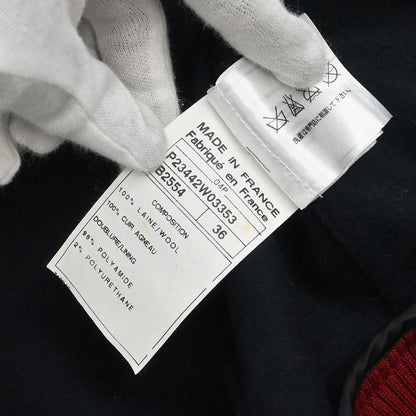 MADE IN FRANCE
Fabriqué en France
04P
P23442W03353
B2554
36
COMPOSITION
100% LAINE/WOOL
100% CUIR AGNEAU
DOUBLURE/LINING
98% POLYAMIDE
2% POLYURETHANE